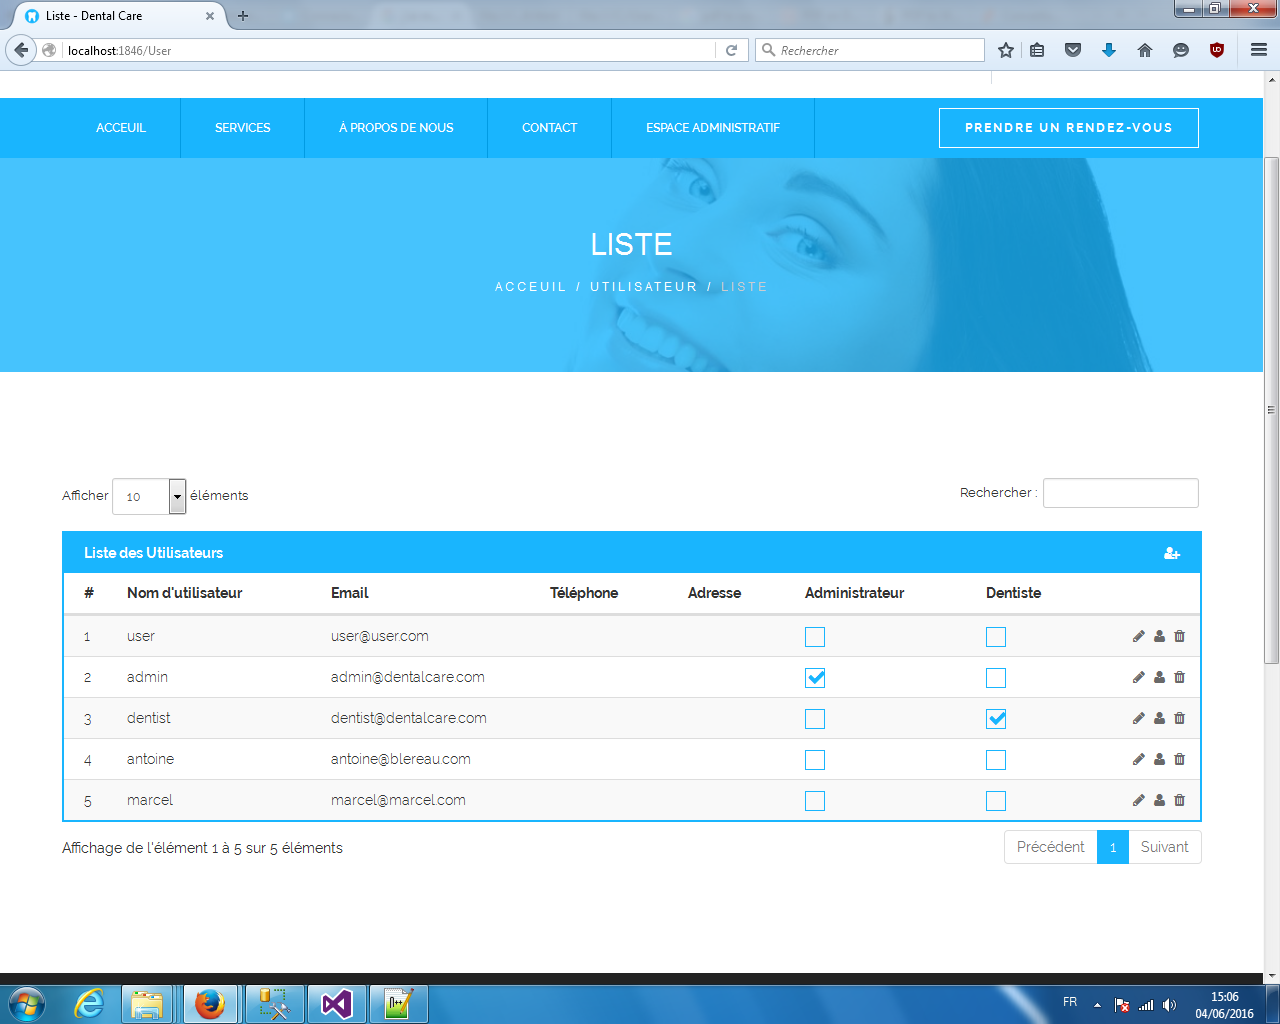 Liste - Dental Care
localhost:1846/User
Rechercher
ACCEUIL SERVICES À PROPOS DE NOUS CONTACT ESPACE ADMINISTRATIF PRENDRE UN RENDEZ-VOUS
LISTE
ACCEUIL / UTILISATEUR / LISTE
Afficher 10 éléments Rechercher :
Liste des Utilisateurs
# Nom d'utilisateur Email Téléphone Adresse Administrateur Dentiste
1 user user@user.com
2 admin admin@dentalcare.com
3 dentist dentist@dentalcare.com
4 antoine antoine@blereau.com
5 marcel marcel@marcel.com
Affichage de l'élément 1 à 5 sur 5 éléments Précédent 1 Suivant
FR 15:06
04/06/2016